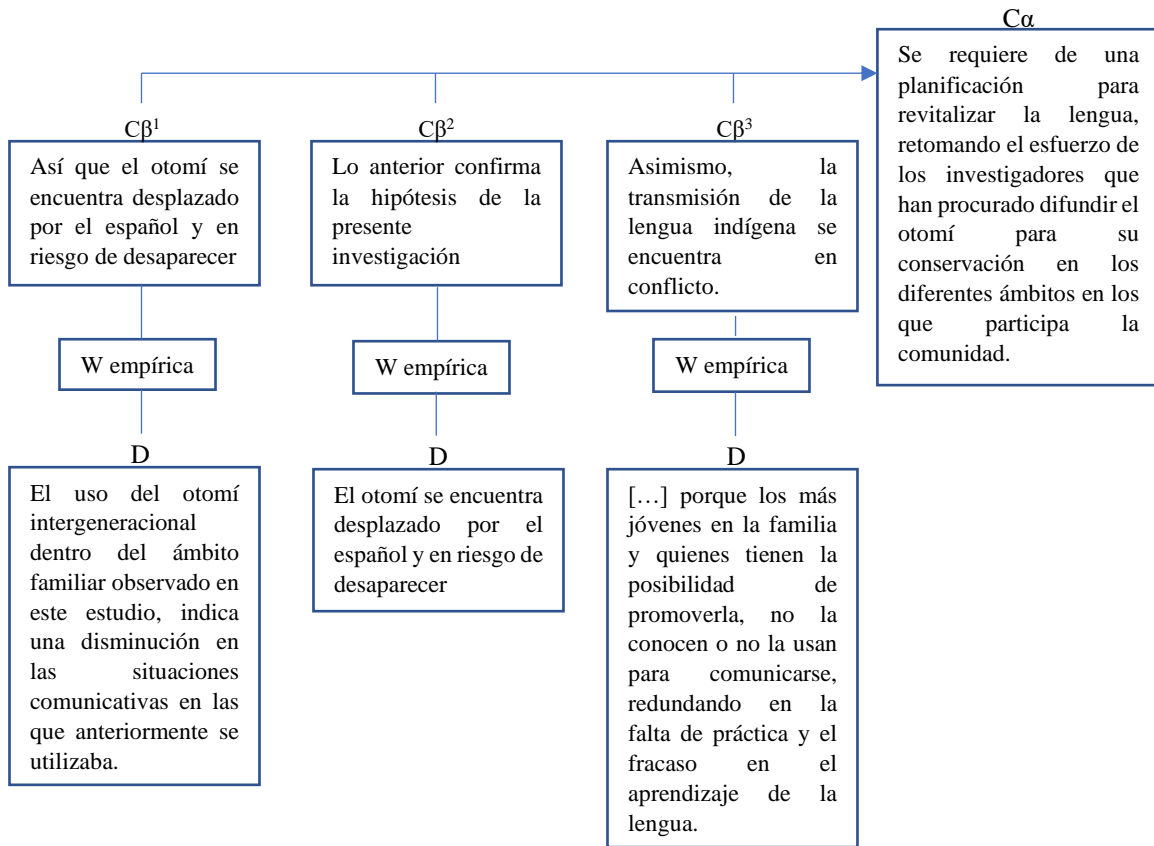 Cα
Se requiere de una
planificación para
revitalizar la lengua,
retomando el esfuerzo de
los investigadores que
han procurado difundir el
otomí para su
conservación en los
diferentes ámbitos en los
que participa la
comunidad.
Cβ¹
Así que el otomí se
encuentra desplazado
por el español y en
riesgo de desaparecer
W empírica
D
El uso del otomí
intergeneracional
dentro del ámbito
familiar observado en
este estudio, indica
una disminución en
las situaciones
comunicativas en las
que anteriormente se
utilizaba.
Cβ²
Lo anterior confirma
la hipótesis de la
presente
investigación
W empírica
D
El otomí se encuentra
desplazado por el
español y en riesgo de
desaparecer
Cβ³
Asimismo, la
transmisión de la
lengua indígena se
encuentra en
conflicto.
W empírica
D
[…] porque los más
jóvenes en la familia
y quienes tienen la
posibilidad de
promoverla, no la
conocen o no la usan
para comunicarse,
redundando en la
falta de práctica y el
fracaso en el
aprendizaje de la
lengua.